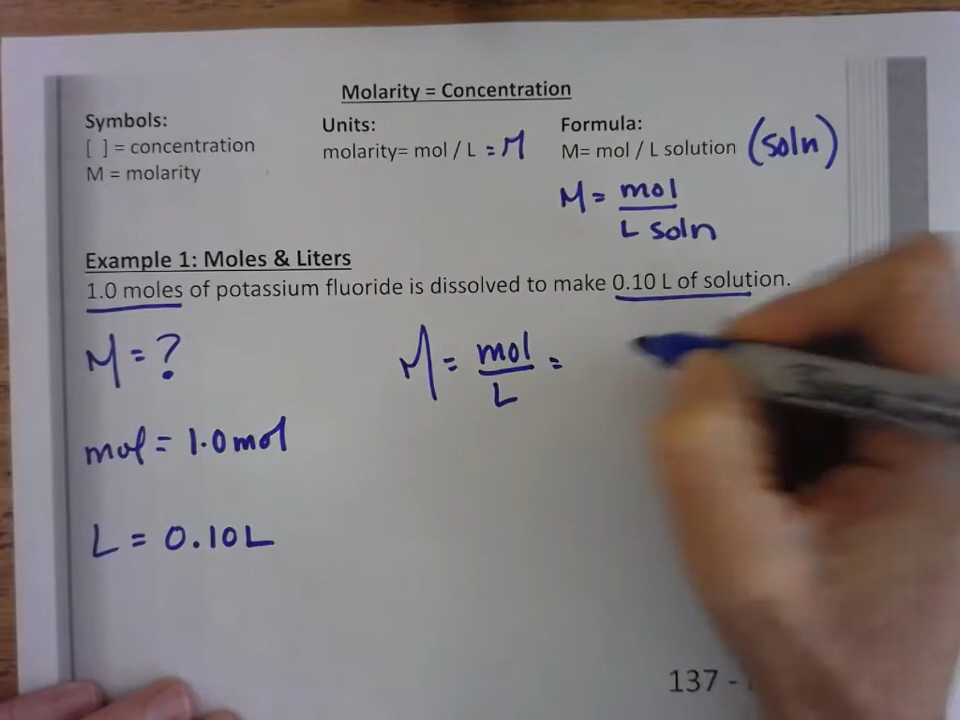 Molarity = Concentration
Symbols:
[ ] = concentration
M = molarity
Units:
molarity= mol / L = M
Formula:
M= mol / L solution (soln)
M = mol
L soln
Example 1: Moles & Liters
1.0 moles of potassium fluoride is dissolved to make 0.10 L of solution.
M = ?
M = mol =
L
mol = 1.0 mol
L = 0.10 L
137 -